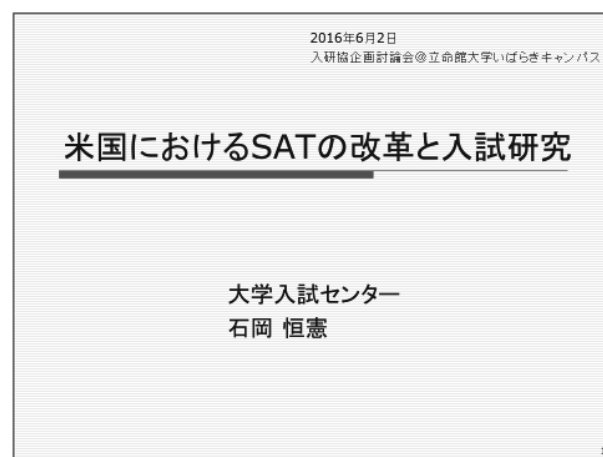 2016年6月2日
入研協企画討論会@立命館大学いばらきキャンパス
米国におけるSATの改革と入試研究
大学入試センター
石岡 恒憲